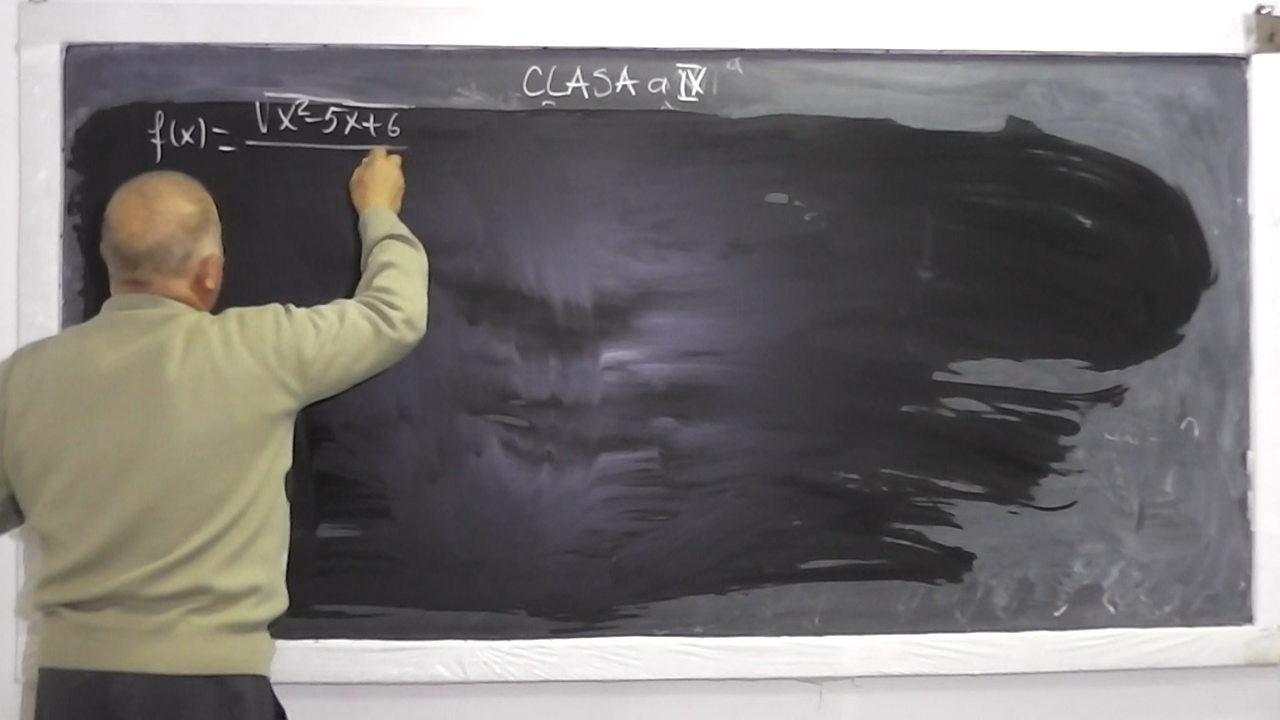 CLASA a IX a
f(x) = √x²-5x+6